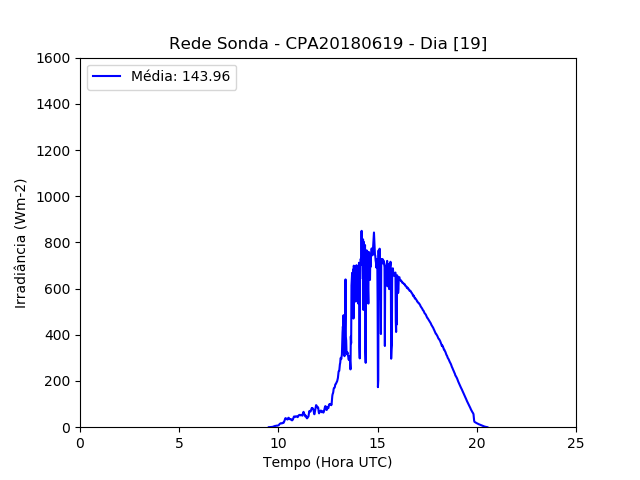 Rede Sonda - CPA20180619 - Dia [19]
Média: 143.96
Irradiância (Wm-2)
1600
1400
1200
1000
800
600
400
200
0
0 5 10 15 20 25
Tempo (Hora UTC)